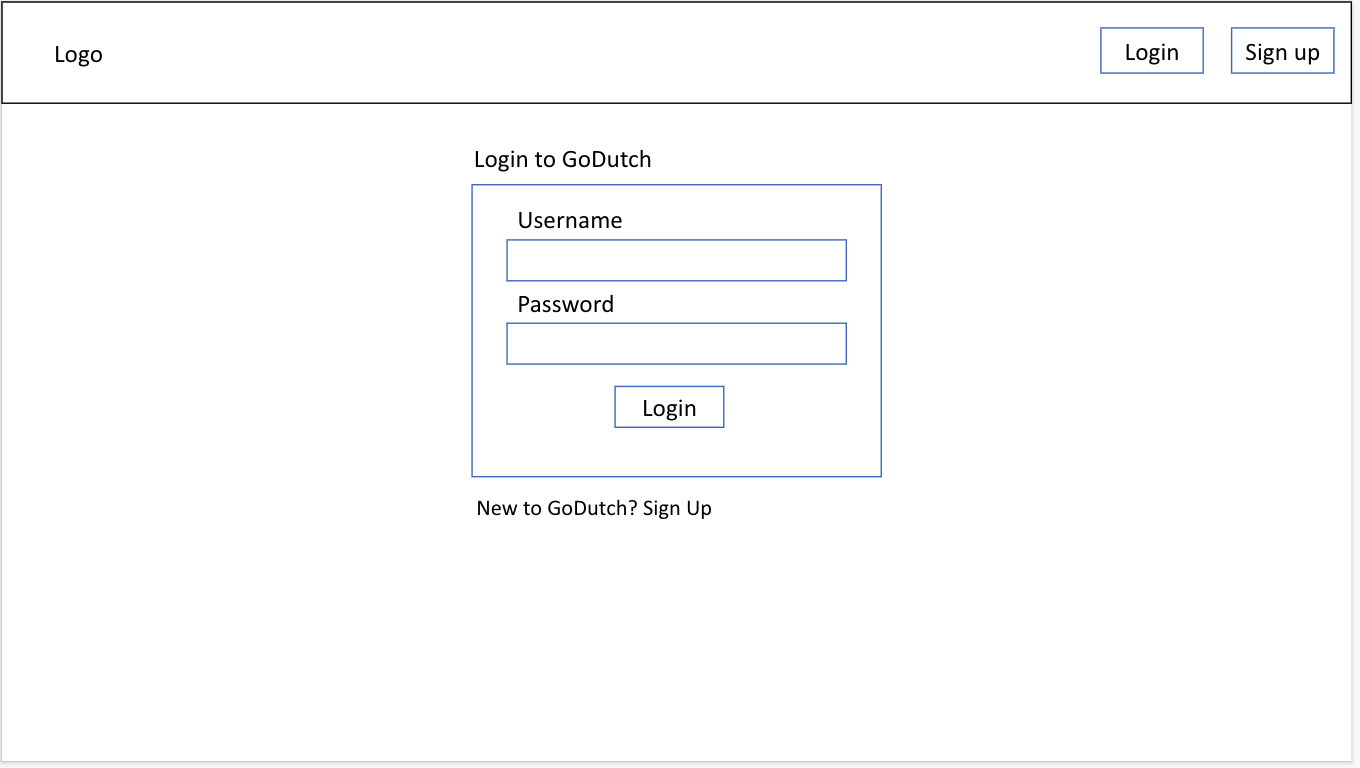 Logo
Login
Sign up
Login to GoDutch
Username
Password
Login
New to GoDutch? Sign Up